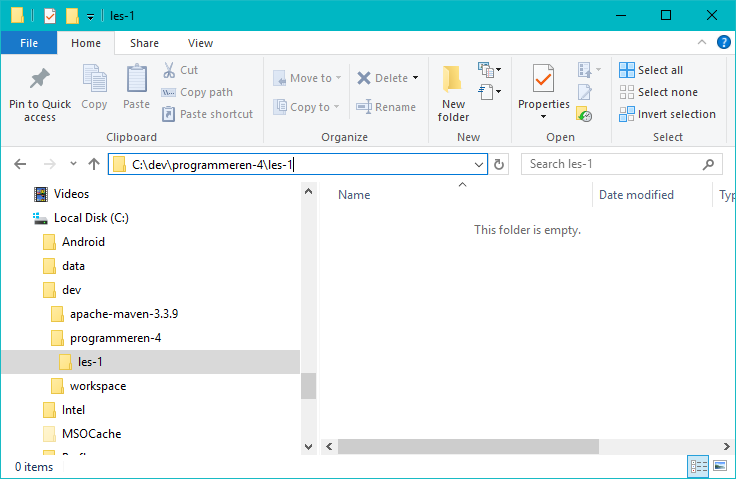 les-1
File Home Share View
Pin to Quick access
Copy
Paste
Cut
Copy path
Paste shortcut
Clipboard
Move to
Copy to
Delete
Rename
Organize
New folder
New
Properties
Open
Select all
Select none
Invert selection
Select
C:\dev\programmeren-4\les-1
Search les-1
Videos
Local Disk (C:)
Android
data
dev
apache-maven-3.3.9
programmeren-4
les-1
workspace
Intel
MSOCache
Name Date modified Typ
This folder is empty.
0 items